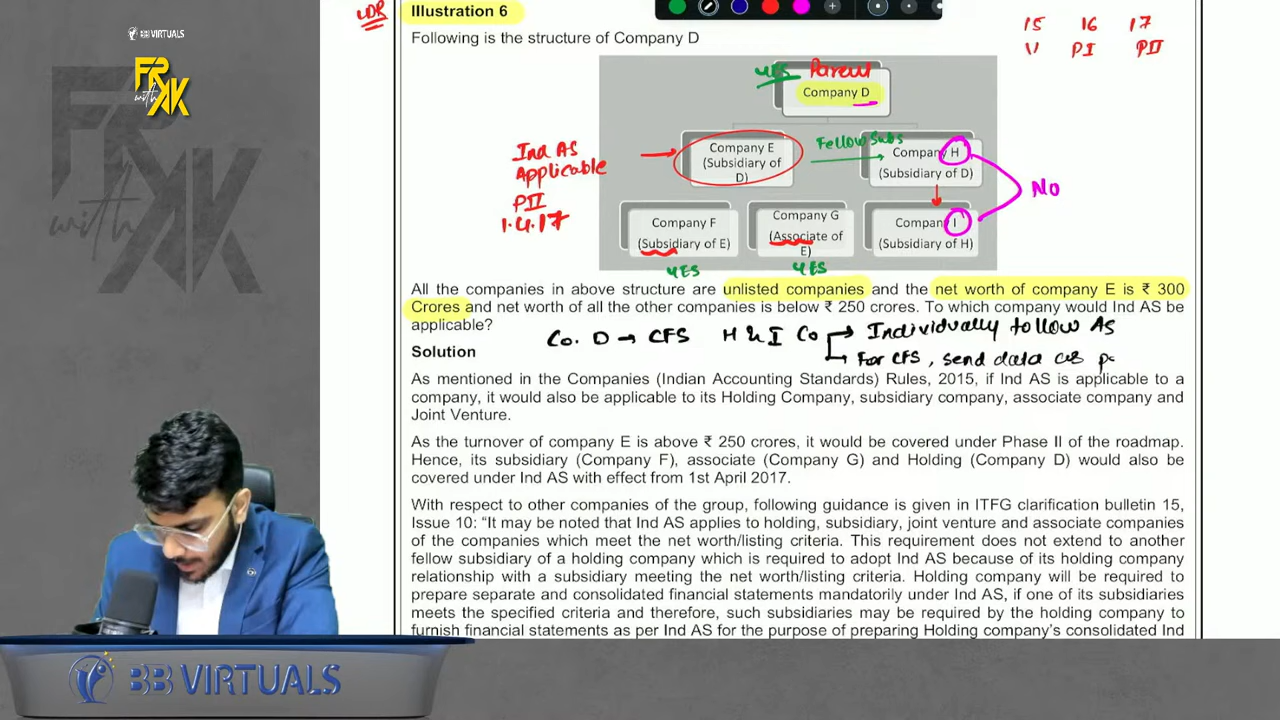 BB VIRTUALS
FR
with
AK
LDR
Illustration 6
Following is the structure of Company D
15 16 17
V PI PII
YES Parent
Company D
Ind AS
Applicable
PII
1.4.17
Company E
(Subsidiary of
D)
Fellow Subs
Company H
(Subsidiary of D)
NO
Company F
(Subsidiary of E)
YES
Company G
(Associate of
E)
YES
Company I
(Subsidiary of H)
All the companies in above structure are unlisted companies and the net worth of company E is ₹ 300
Crores and net worth of all the other companies is below ₹ 250 crores. To which company would Ind AS be
applicable?
Co. D → CFS H & I Co → Individually follow AS
→ For CFS, send data as p
Solution
As mentioned in the Companies (Indian Accounting Standards) Rules, 2015, if Ind AS is applicable to a
company, it would also be applicable to its Holding Company, subsidiary company, associate company and
Joint Venture.
As the turnover of company E is above ₹ 250 crores, it would be covered under Phase II of the roadmap.
Hence, its subsidiary (Company F), associate (Company G) and Holding (Company D) would also be
covered under Ind AS with effect from 1st April 2017.
With respect to other companies of the group, following guidance is given in ITFG clarification bulletin 15,
Issue 10: “It may be noted that Ind AS applies to holding, subsidiary, joint venture and associate companies
of the companies which meet the net worth/listing criteria. This requirement does not extend to another
fellow subsidiary of a holding company which is required to adopt Ind AS because of its holding company
relationship with a subsidiary meeting the net worth/listing criteria. Holding company will be required to
prepare separate and consolidated financial statements mandatorily under Ind AS, if one of its subsidiaries
meets the specified criteria and therefore, such subsidiaries may be required by the holding company to
furnish financial statements as per Ind AS for the purpose of preparing Holding company's consolidated Ind
BB VIRTUALS